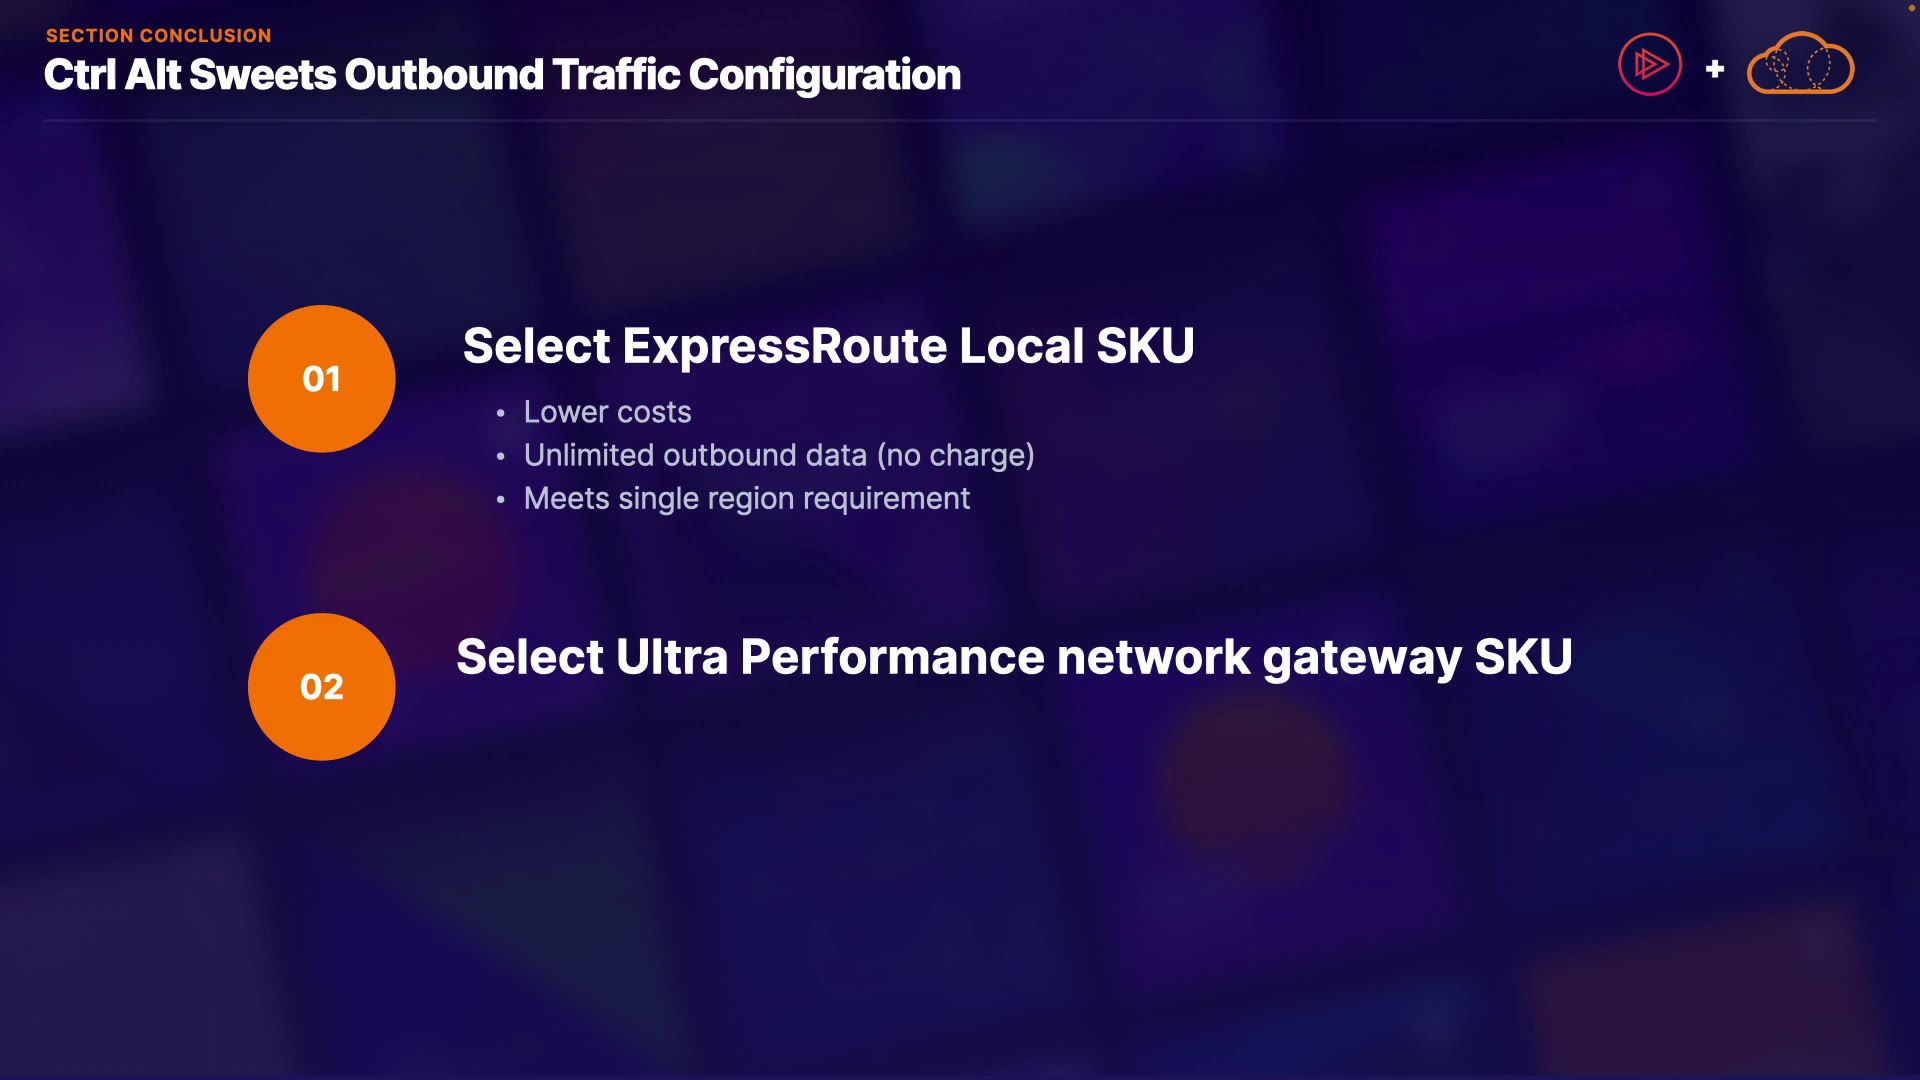 SECTION CONCLUSION
Ctrl Alt Sweets Outbound Traffic Configuration
+
01
Select ExpressRoute Local SKU
• Lower costs
• Unlimited outbound data (no charge)
• Meets single region requirement
02
Select Ultra Performance network gateway SKU